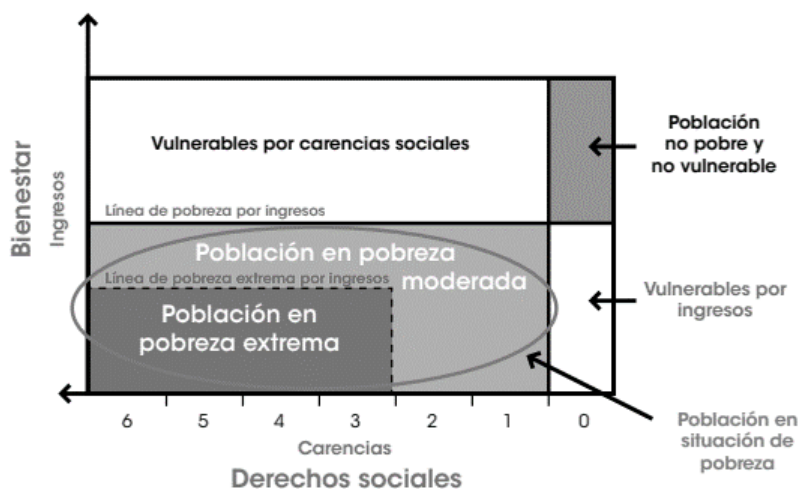 Bienestar
Ingresos
Vulnerables por carencias sociales
Población
no pobre y
no vulnerable
Línea de pobreza por ingresos
Población en pobreza
moderada
Línea de pobreza extrema por ingresos
Población en
pobreza extrema
Vulnerables por
ingresos
Población en
situación de
pobreza
6 5 4 3 2 1 0
Carencias
Derechos sociales